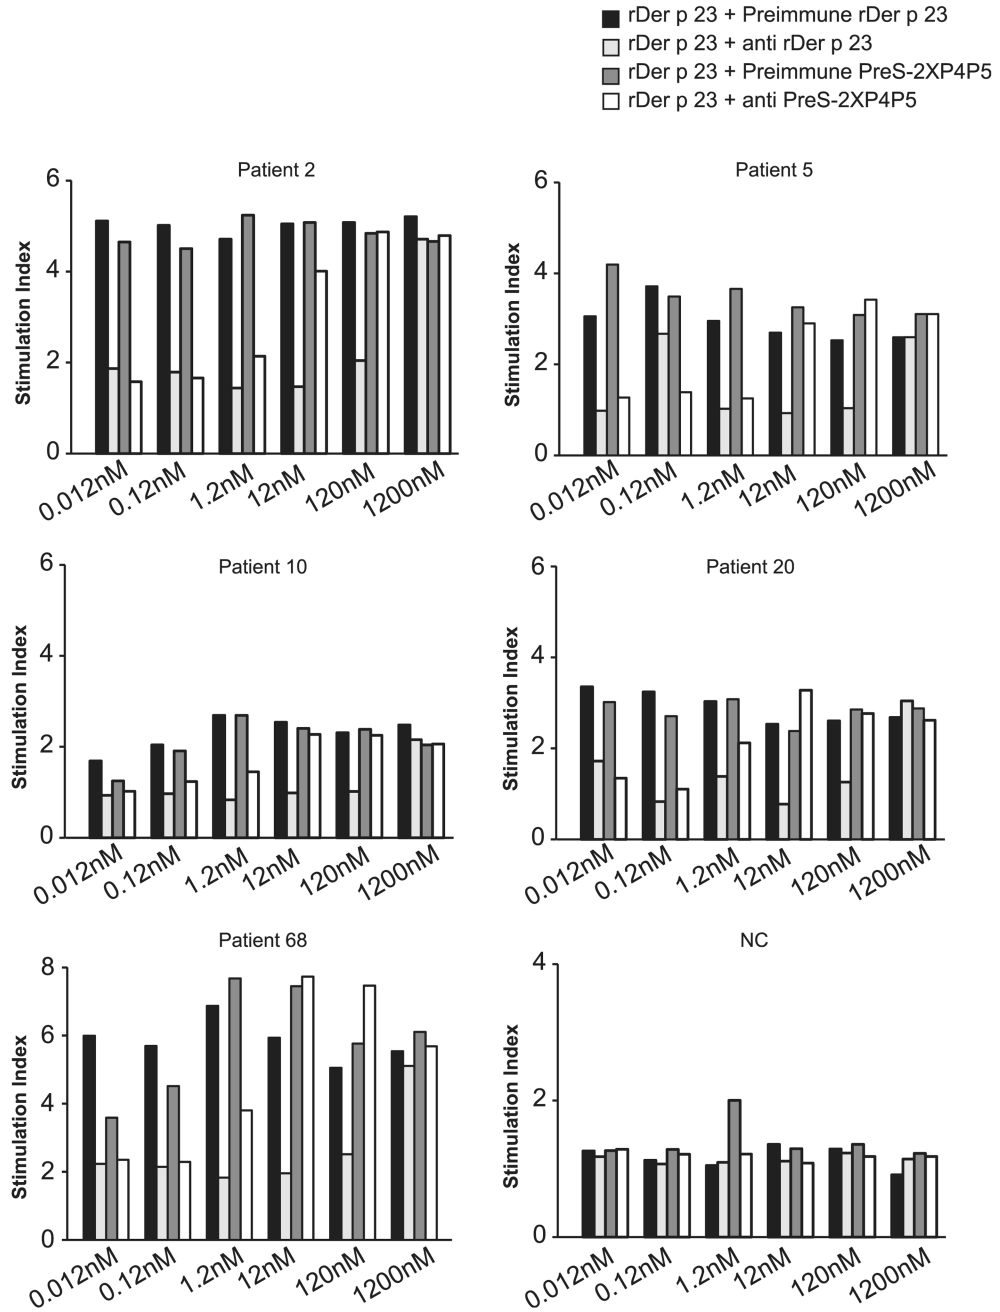 rDer p 23 + Preimmune rDer p 23
rDer p 23 + anti rDer p 23
rDer p 23 + Preimmune PreS-2XP4P5
rDer p 23 + anti PreS-2XP4P5
Patient 2
Stimulation Index
6
4
2
0
0.012nM
0.12nM
1.2nM
12nM
120nM
1200nM
Patient 5
Stimulation Index
6
4
2
0
0.012nM
0.12nM
1.2nM
12nM
120nM
1200nM
Patient 10
Stimulation Index
6
4
2
0
0.012nM
0.12nM
1.2nM
12nM
120nM
1200nM
Patient 20
Stimulation Index
6
4
2
0
0.012nM
0.12nM
1.2nM
12nM
120nM
1200nM
Patient 68
Stimulation Index
8
6
4
2
0
0.012nM
0.12nM
1.2nM
12nM
120nM
1200nM
NC
Stimulation Index
4
2
0
0.012nM
0.12nM
1.2nM
12nM
120nM
1200nM